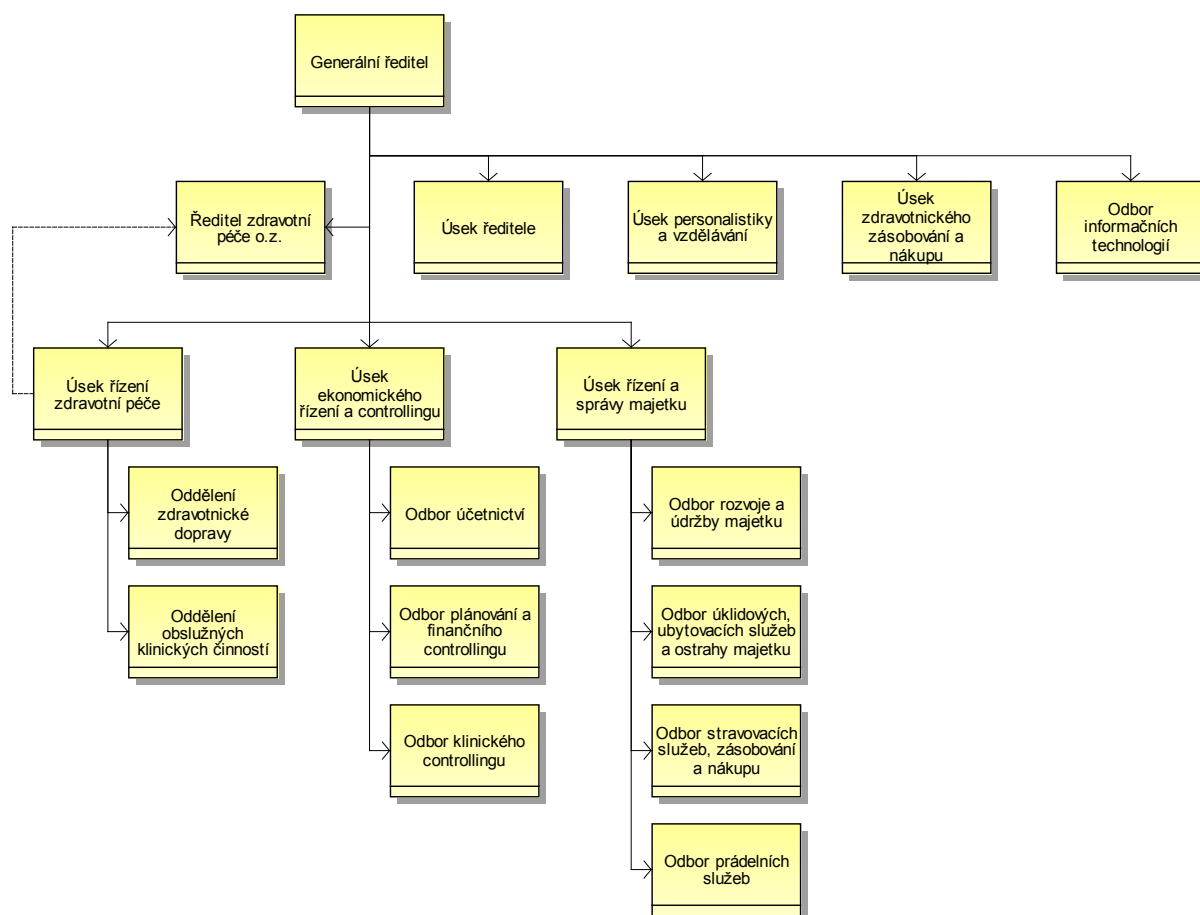 Generální ředitel
Ředitel zdravotní
péče o.z.
Úsek ředitele
Úsek personalistiky
a vzdělávání
Úsek
zdravotnického
zásobování a
nákupu
Odbor
informačních
technologií
Úsek řízení
zdravotní péče
Úsek
ekonomického
řízení a controllingu
Úsek řízení a
správy majetku
Oddělení
zdravotnické
dopravy
Odbor účetnictví
Odbor rozvoje a
údržby majetku
Oddělení
obslužných
klinických činností
Odbor plánování a
finančního
controllingu
Odbor úklidových,
ubytovacích služeb
a ostrahy majetku
Odbor klinického
controllingu
Odbor stravovacích
služeb, zásobování
a nákupu
Odbor prádelních
služeb